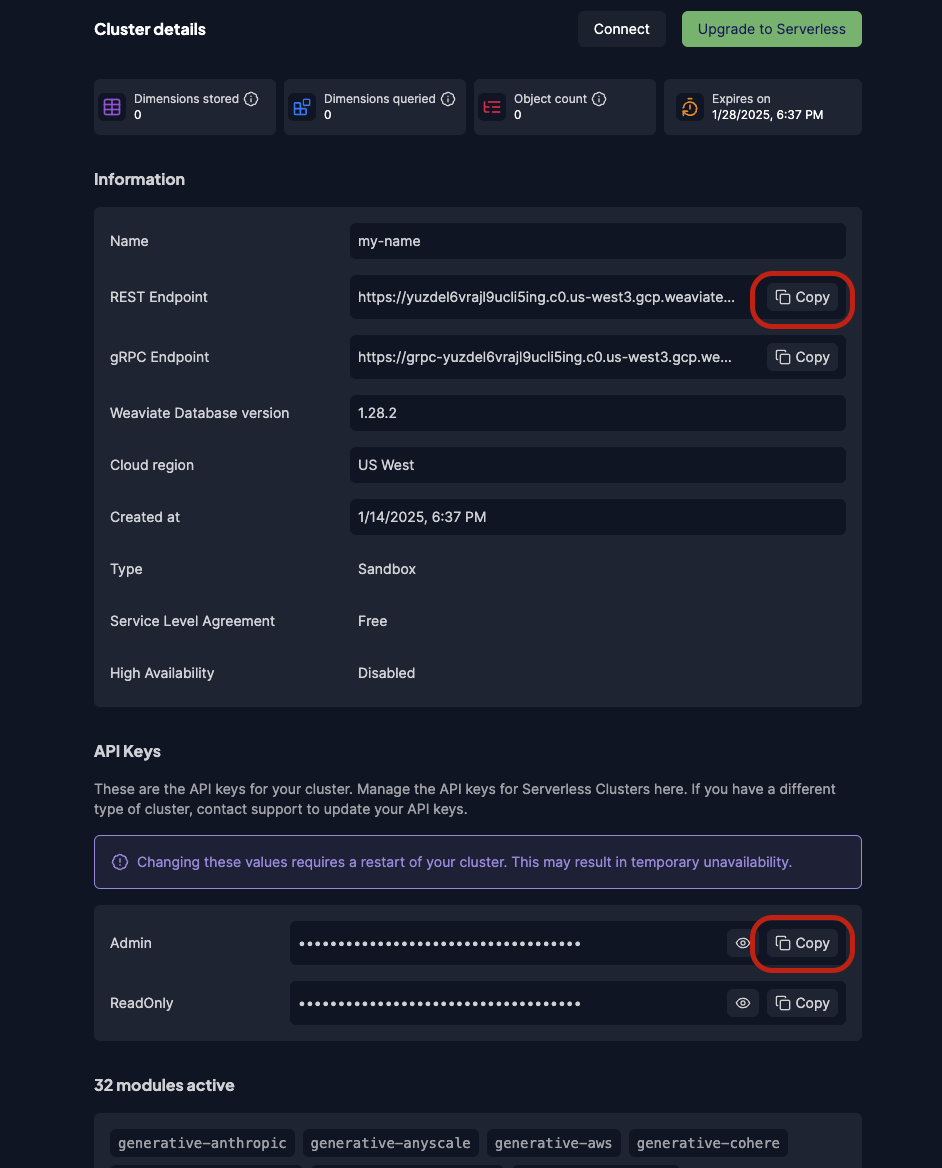 Cluster details
Connect
Upgrade to Serverless
Dimensions stored
0
Dimensions queried
0
Object count
0
Expires on
1/28/2025, 6:37 PM
Information
Name
my-name
REST Endpoint
https://yuzdel6vrajl9ucli5ing.c0.us-west3.gcp.weaviate...
Copy
gRPC Endpoint
https://grpc-yuzdel6vrajl9ucli5ing.c0.us-west3.gcp.we...
Copy
Weaviate Database version
1.28.2
Cloud region
US West
Created at
1/14/2025, 6:37 PM
Type
Sandbox
Service Level Agreement
Free
High Availability
Disabled
API Keys
These are the API keys for your cluster. Manage the API keys for Serverless Clusters here. If you have a different
type of cluster, contact support to update your API keys.
Changing these values requires a restart of your cluster. This may result in temporary unavailability.
Admin
••••••••••••••••••••••••••••••••••••
Copy
ReadOnly
••••••••••••••••••••••••••••••••••••
Copy
32 modules active
generative-anthropic
generative-anyscale
generative-aws
generative-cohere